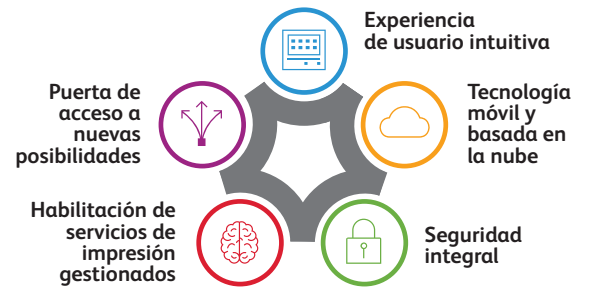 Experiencia
de usuario intuitiva
Puerta de
acceso a
nuevas
posibilidades
Tecnología
móvil y
basada en
la nube
Habilitación de
servicios de
impresión
gestionados
Seguridad
integral